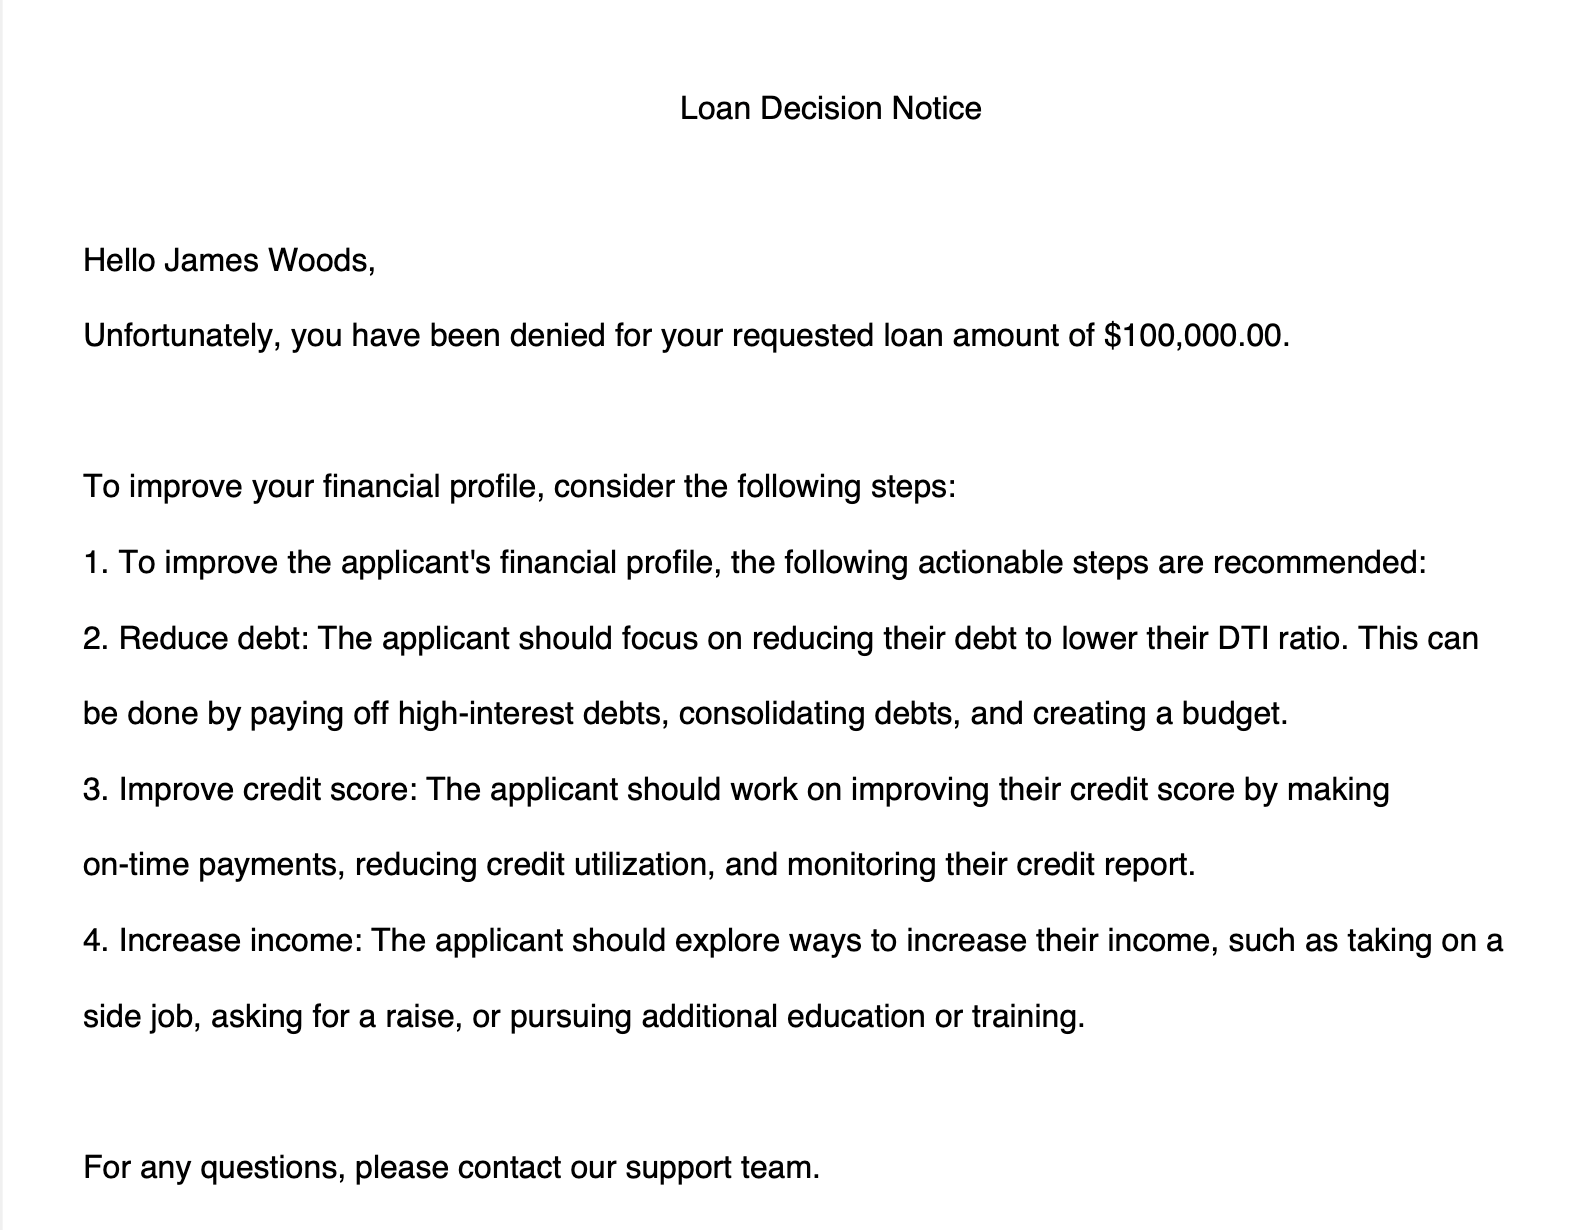 Loan Decision Notice
Hello James Woods,
Unfortunately, you have been denied for your requested loan amount of $100,000.00.
To improve your financial profile, consider the following steps:
1. To improve the applicant's financial profile, the following actionable steps are recommended:
2. Reduce debt: The applicant should focus on reducing their debt to lower their DTI ratio. This can
be done by paying off high-interest debts, consolidating debts, and creating a budget.
3. Improve credit score: The applicant should work on improving their credit score by making
on-time payments, reducing credit utilization, and monitoring their credit report.
4. Increase income: The applicant should explore ways to increase their income, such as taking on a
side job, asking for a raise, or pursuing additional education or training.
For any questions, please contact our support team.